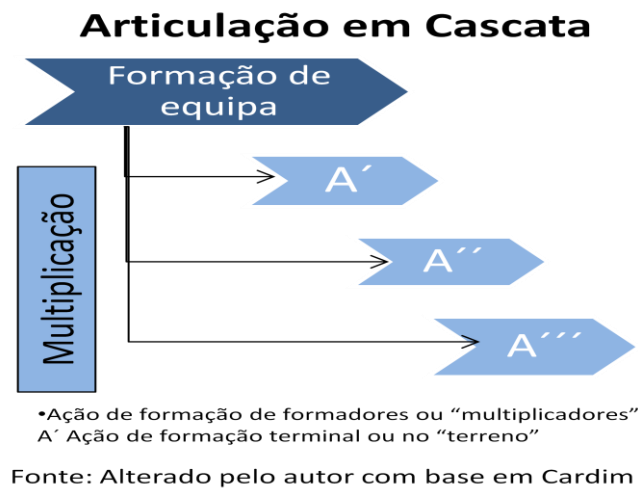 Articulação em Cascata
Formação de
equipa
Multiplicação
A´
A´´
A´´´
•Ação de formação de formadores ou “multiplicadores”
A´ Ação de formação terminal ou no “terreno”
Fonte: Alterado pelo autor com base em Cardim